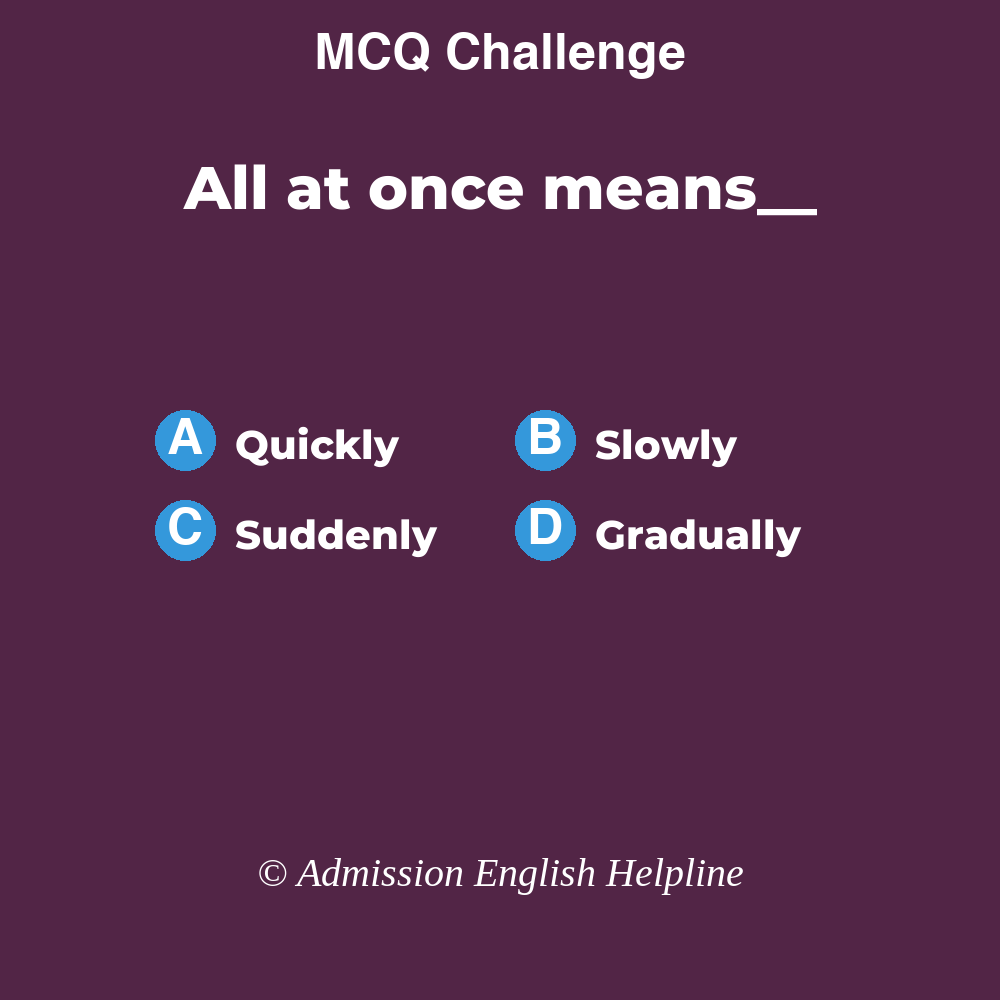 MCQ Challenge
All at once means__
A Quickly B Slowly
C Suddenly D Gradually
© Admission English Helpline